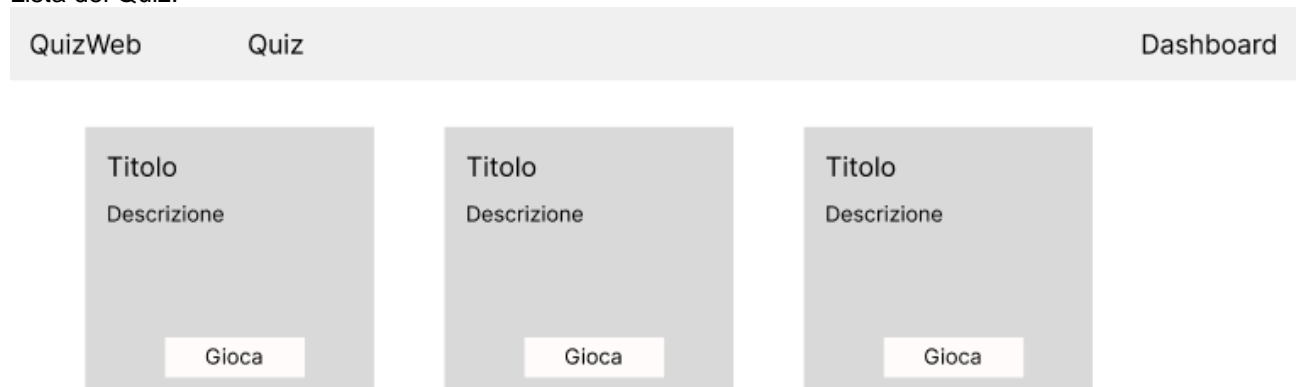 Lista dei Quiz:
QuizWeb Quiz Dashboard
Titolo Titolo Titolo
Descrizione Descrizione Descrizione
Gioca Gioca Gioca